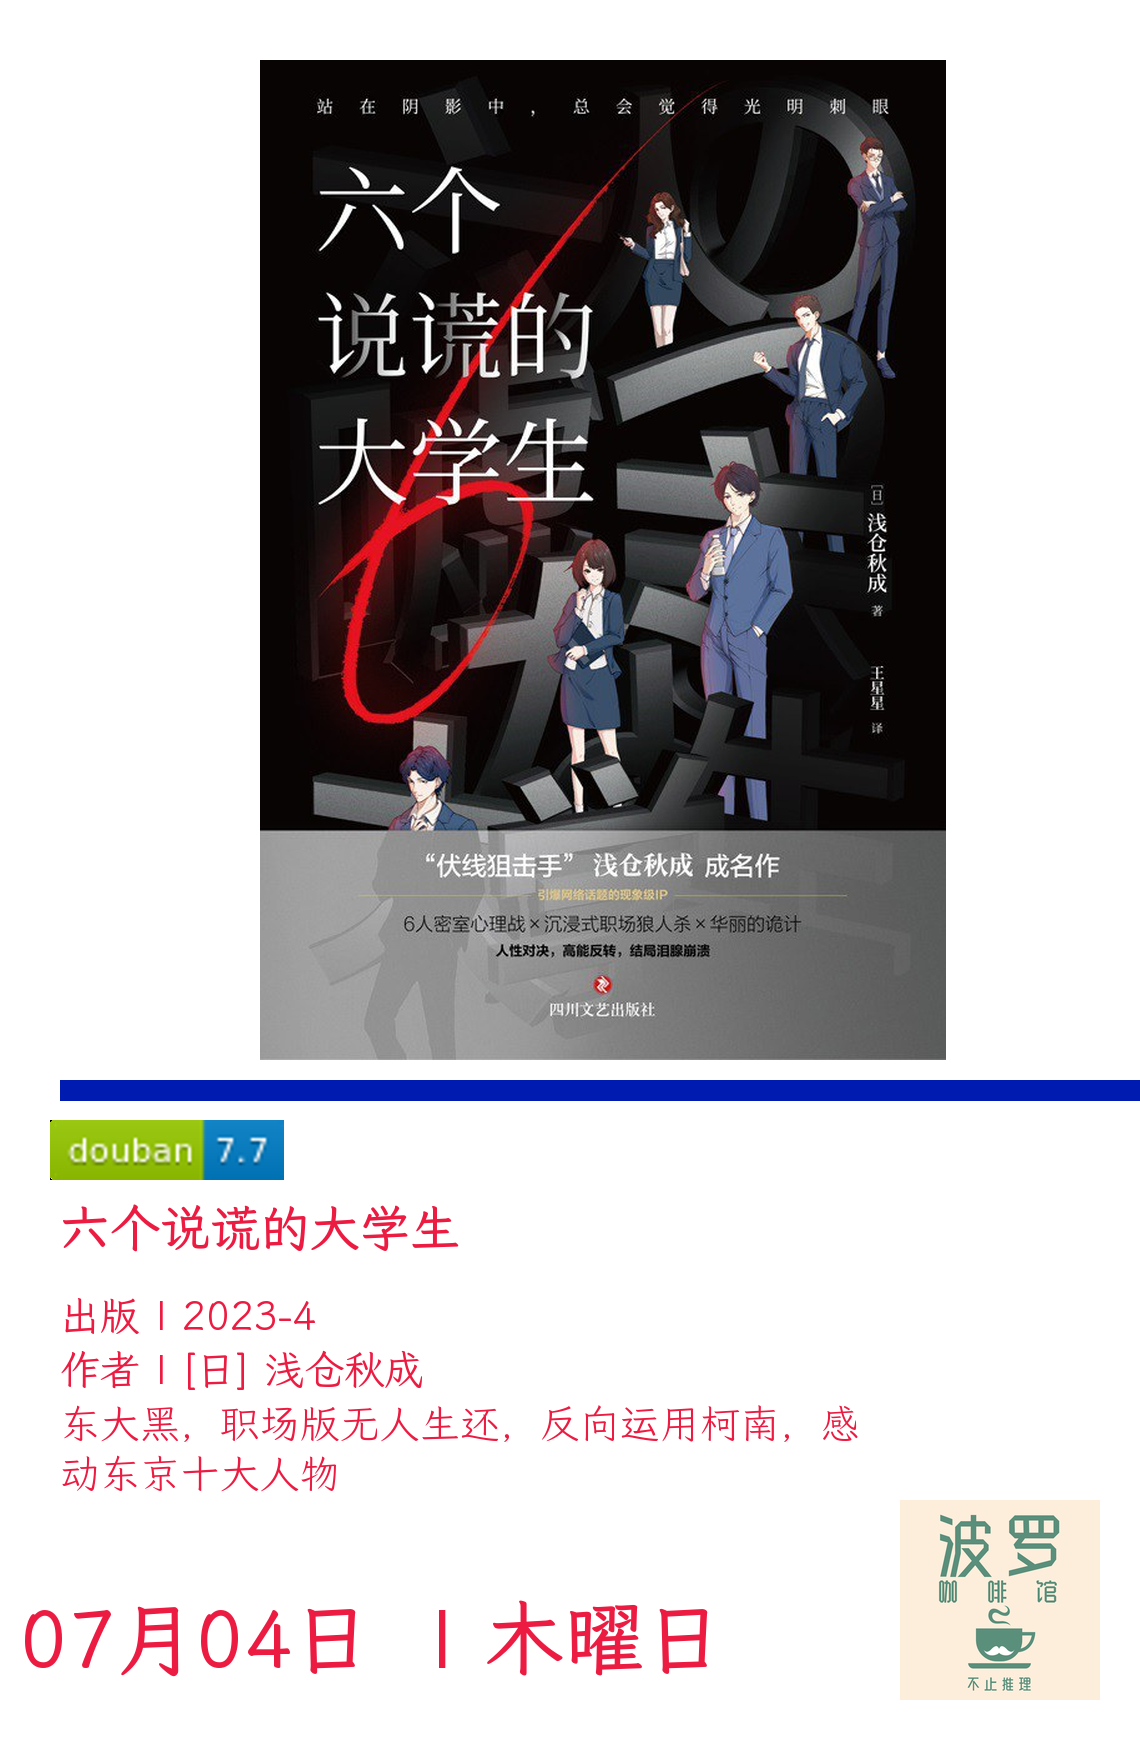 站在阴影中，总会觉得光明刺眼
六个
说谎的
大学生
[日]浅仓秋成 著
王星星 译
“伏线狙击手” 浅仓秋成 成名作
引爆网络话题的现象级IP
6人密室心理战×沉浸式职场狼人杀×华丽的诡计
人性对决，高能反转，结局泪腺崩溃
四川文艺出版社
douban 7.7
六个说谎的大学生
出版 | 2023-4
作者 | [日] 浅仓秋成
东大黑，职场版无人生还，反向运用柯南，感
动东京十大人物
07月04日 | 木曜日
波罗
咖啡馆
不止推理